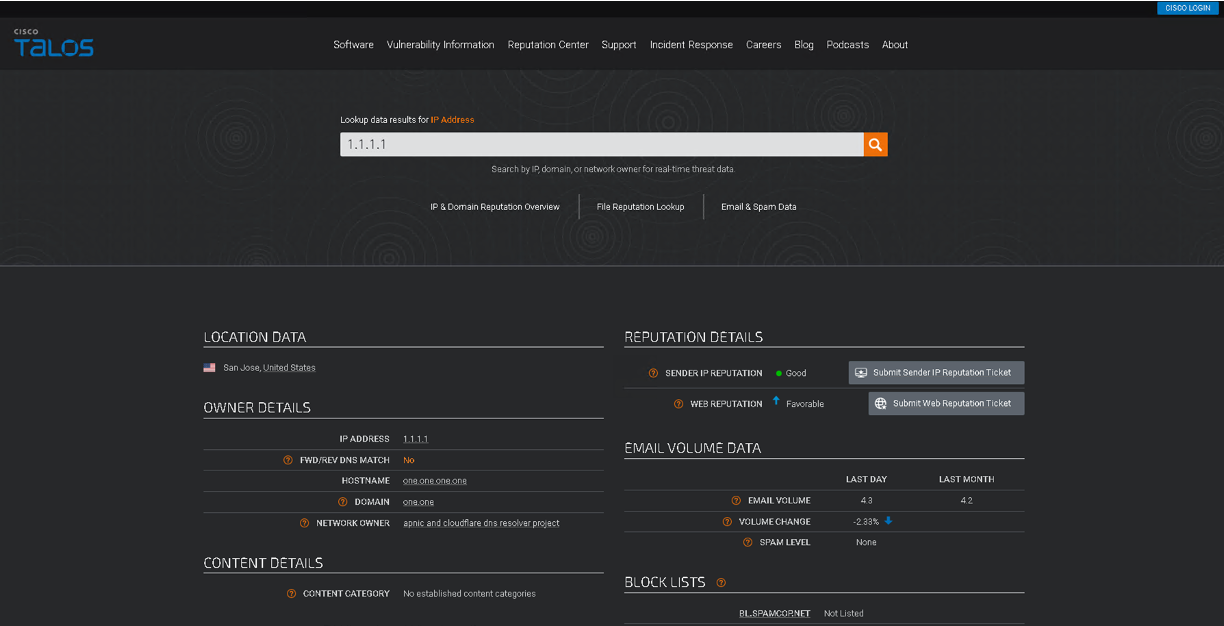 CISCO LOGIN
CISCO
TALOS
Software Vulnerability Information Reputation Center Support Incident Response Careers Blog Podcasts About
Lookup data results for IP Address
1.1.1.1
Search by IP, domain, or network owner for real-time threat data.
IP & Domain Reputation Overview File Reputation Lookup Email & Spam Data
LOCATION DATA
San Jose, United States
OWNER DETAILS
IP ADDRESS 1.1.1.1
? FWD/REV DNS MATCH No
HOSTNAME one.one.one.one
? DOMAIN one.one
? NETWORK OWNER apnic and cloudflare dns resolver project
CONTENT DETAILS
? CONTENT CATEGORY No established content categories
REPUTATION DETAILS
? SENDER IP REPUTATION Good Submit Sender IP Reputation Ticket
? WEB REPUTATION Favorable Submit Web Reputation Ticket
EMAIL VOLUME DATA
LAST DAY LAST MONTH
? EMAIL VOLUME 4.3 4.2
? VOLUME CHANGE -2.33%
? SPAM LEVEL None
BLOCK LISTS ?
BL.SPAMCOP.NET Not Listed